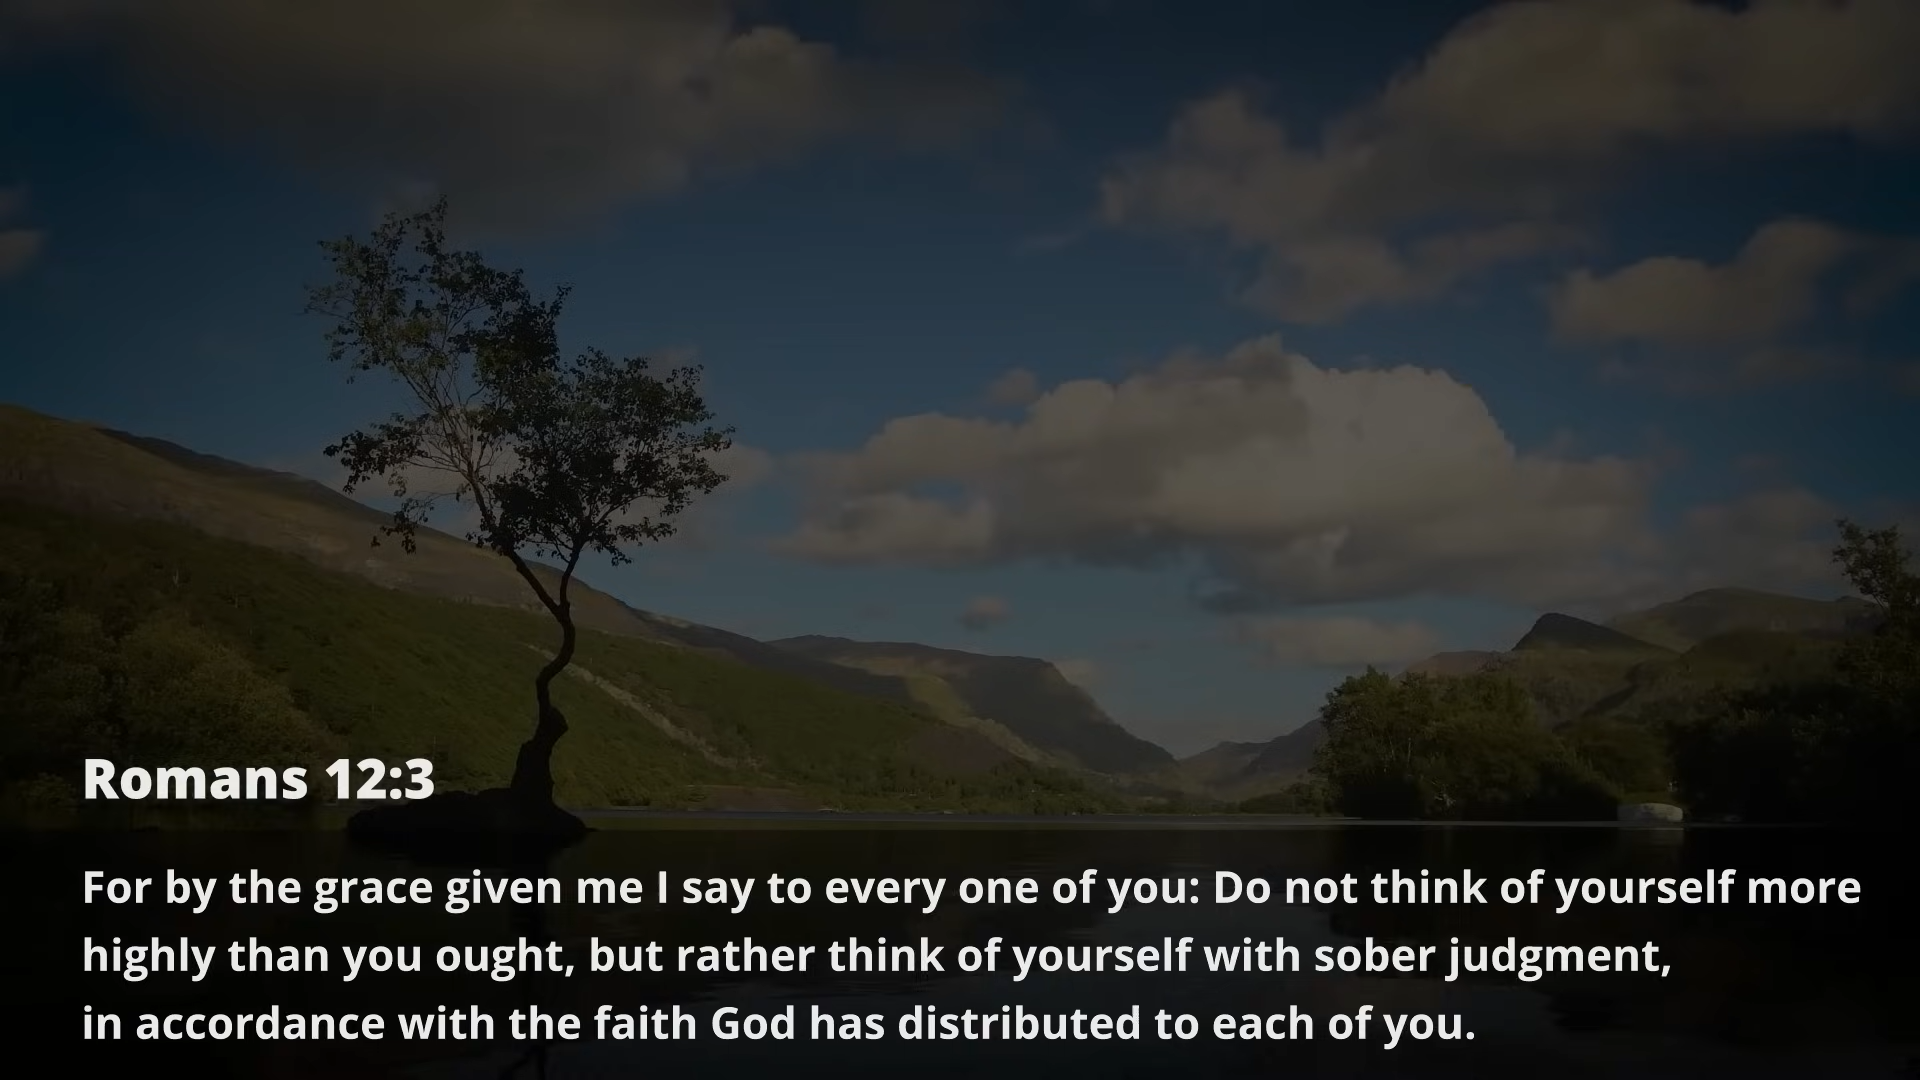 Romans 12:3
For by the grace given me I say to every one of you: Do not think of yourself more
highly than you ought, but rather think of yourself with sober judgment,
in accordance with the faith God has distributed to each of you.